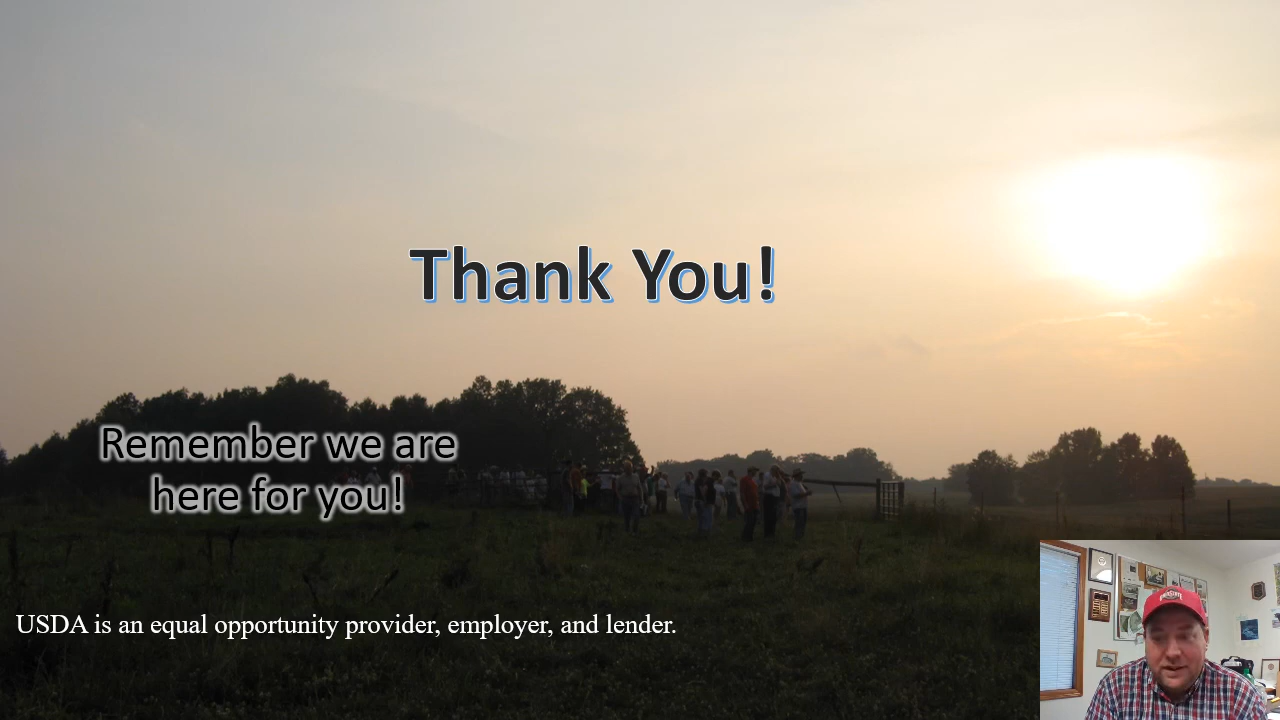 Thank You!
Remember we are
here for you!
USDA is an equal opportunity provider, employer, and lender.